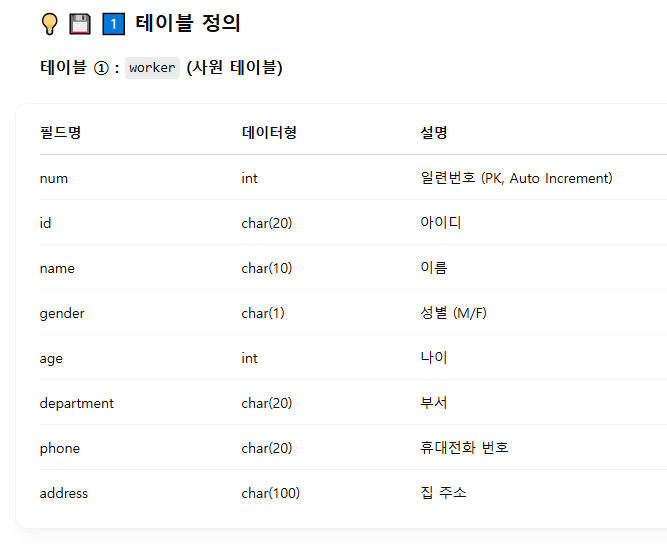 💡 💾 1️⃣ 테이블 정의
테이블 ① : worker (사원 테이블)
필드명 데이터형 설명
num int 일련번호 (PK, Auto Increment)
id char(20) 아이디
name char(10) 이름
gender char(1) 성별 (M/F)
age int 나이
department char(20) 부서
phone char(20) 휴대전화 번호
address char(100) 집 주소